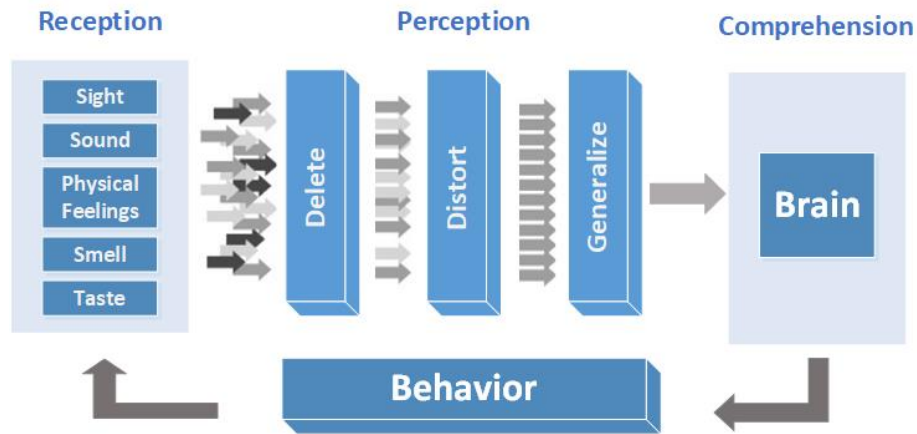 Reception
Perception
Comprehension
Sight
Sound
Physical
Feelings
Smell
Taste
Delete
Distort
Generalize
Brain
Behavior